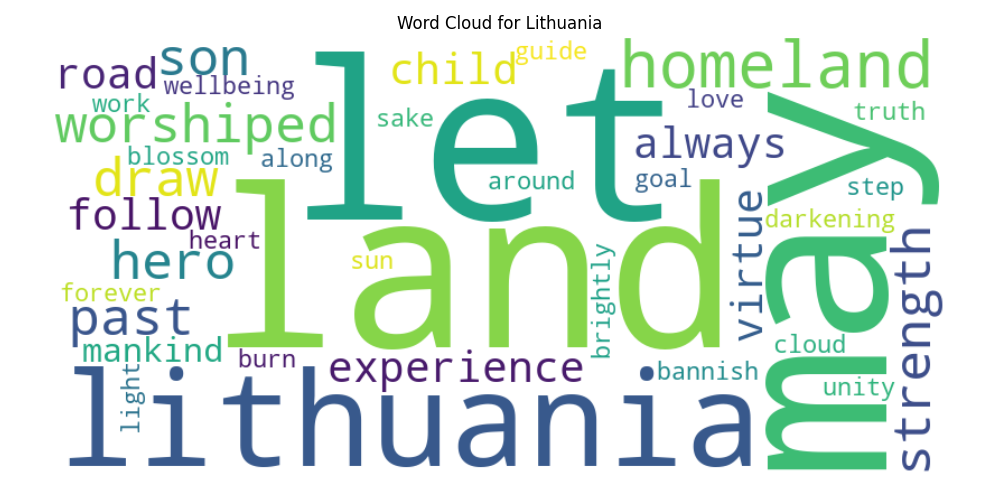 Word Cloud for Lithuania
let
land
lithuania
may
homeland
worshiped
son
road
wellbeing
work
child
guide
sake
love
truth
always
blossom
along
draw
around
goal
step
follow
heart
virtue
darkening
hero
sun
brightly
strength
forever
past
mankind
burn
experience
light
bannish
cloud
unity